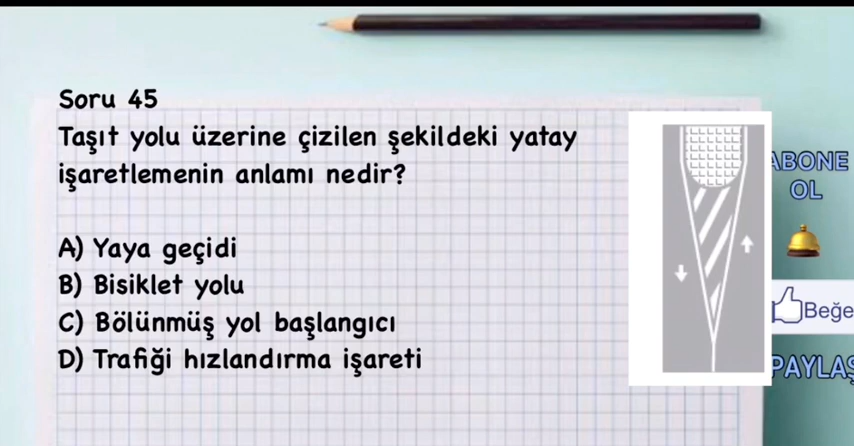 Soru 45
Taşıt yolu üzerine çizilen şekildeki yatay
işaretlemenin anlamı nedir?
A) Yaya geçidi
B) Bisiklet yolu
C) Bölünmüş yol başlangıcı
D) Trafiği hızlandırma işareti
ABONE
OL
Beğe
PAYLAŞ